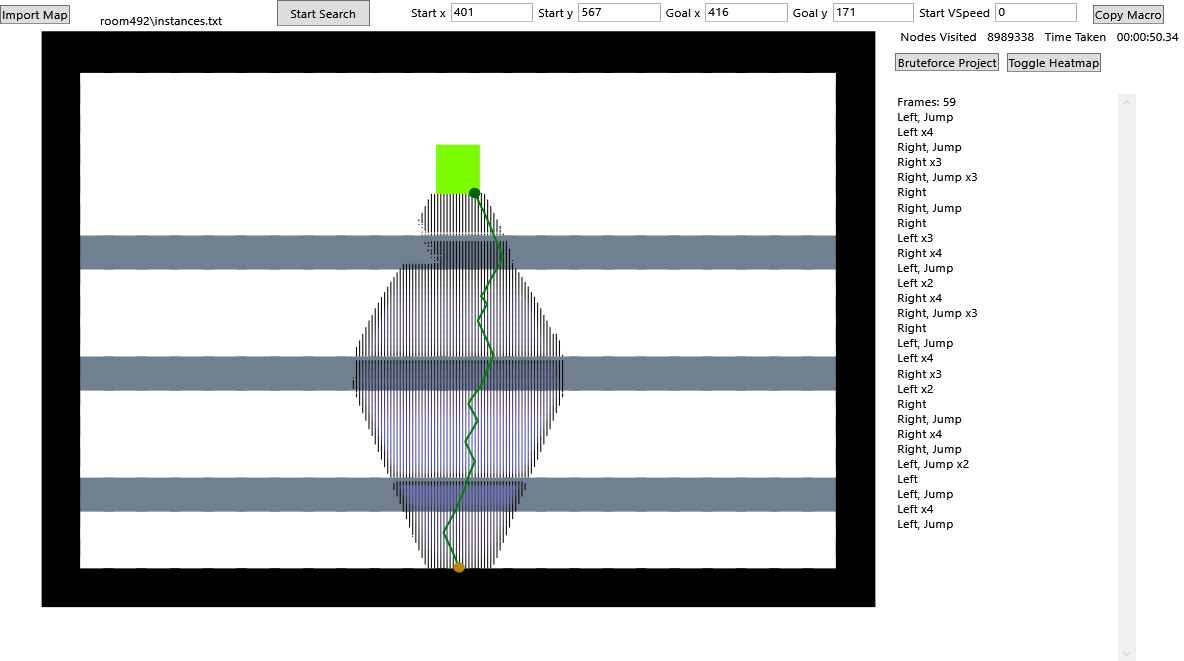 Import Map room492\instances.txt Start Search Start x 401 Start y 567 Goal x 416 Goal y 171 Start VSpeed 0 Copy Macro
Nodes Visited 8989338 Time Taken 00:00:50.34
Bruteforce Project Toggle Heatmap
Frames: 59
Left, Jump
Left x4
Right, Jump
Right x3
Right, Jump x3
Right
Right, Jump
Right
Left x3
Right x4
Left, Jump
Left x2
Right x4
Right, Jump x3
Right
Left, Jump
Left x4
Right x3
Left x2
Right
Right, Jump
Right x4
Right, Jump
Left, Jump x2
Left
Left, Jump
Left x4
Left, Jump